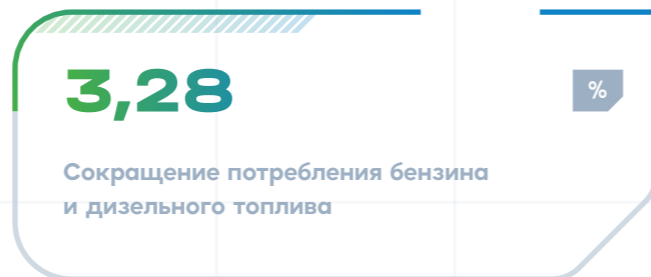 3,28
%
Сокращение потребления бензина
и дизельного топлива